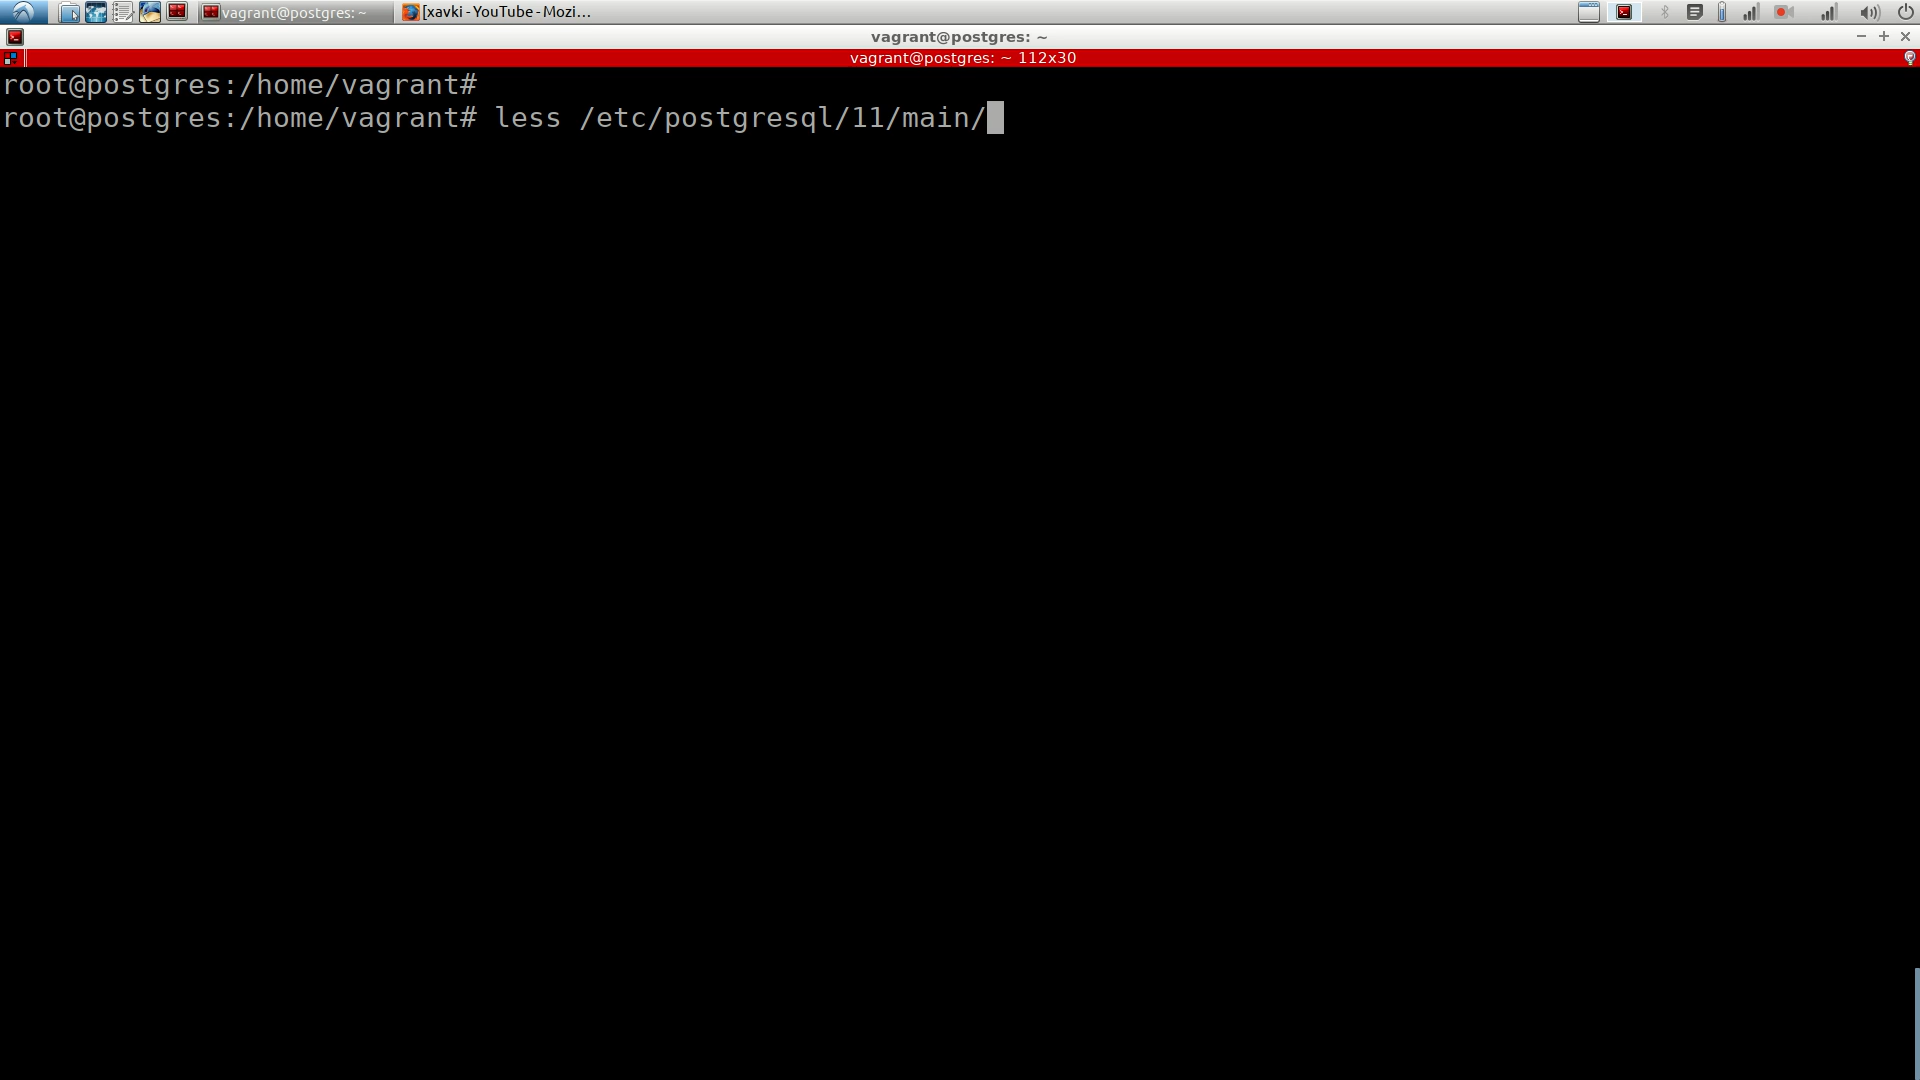 vagrant@postgres: ~
[xavki - YouTube - Mozi...
vagrant@postgres: ~
vagrant@postgres: ~ 112x30
root@postgres:/home/vagrant#
root@postgres:/home/vagrant# less /etc/postgresql/11/main/